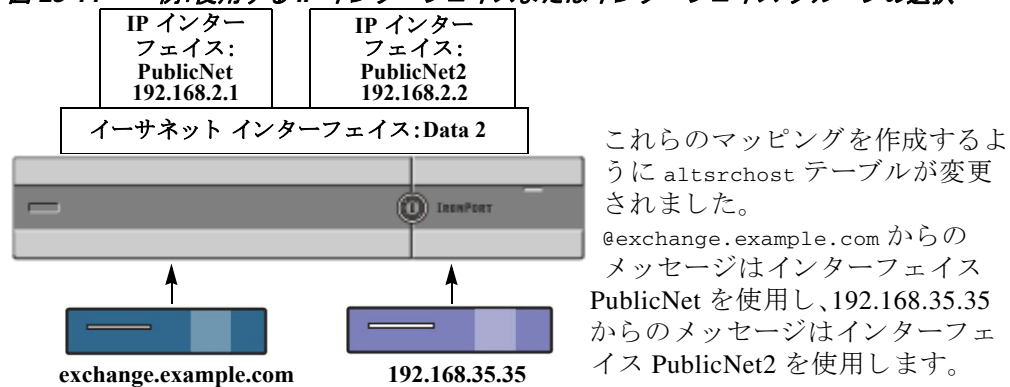 IP インター
フェイス:
PublicNet
192.168.2.1
IP インター
フェイス:
PublicNet2
192.168.2.2
イーサネット インターフェイス:Data 2
IRONPORT
exchange.example.com
192.168.35.35
これらのマッピングを作成するよ
うに altsrchost テーブルが変更
されました。
@exchange.example.com からの
メッセージはインターフェイス
PublicNet を使用し、192.168.35.35
からのメッセージはインターフェ
イス PublicNet2 を使用します。